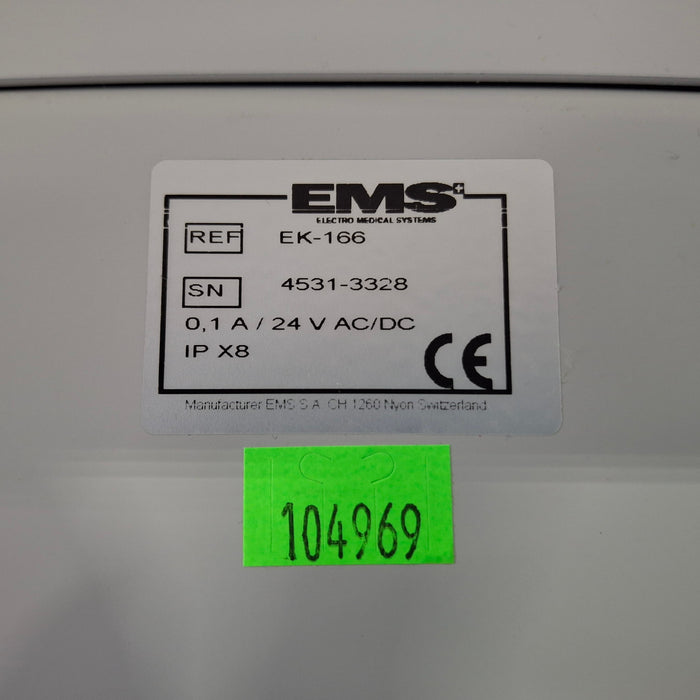 EMS+
ELECTRO MEDICAL SYSTEMS
REF EK-166
SN 4531-3328
0,1 A / 24 V AC/DC
IP X8
CE
Manufacturer EMS S.A. CH 1260 Nyon Switzerland
104969